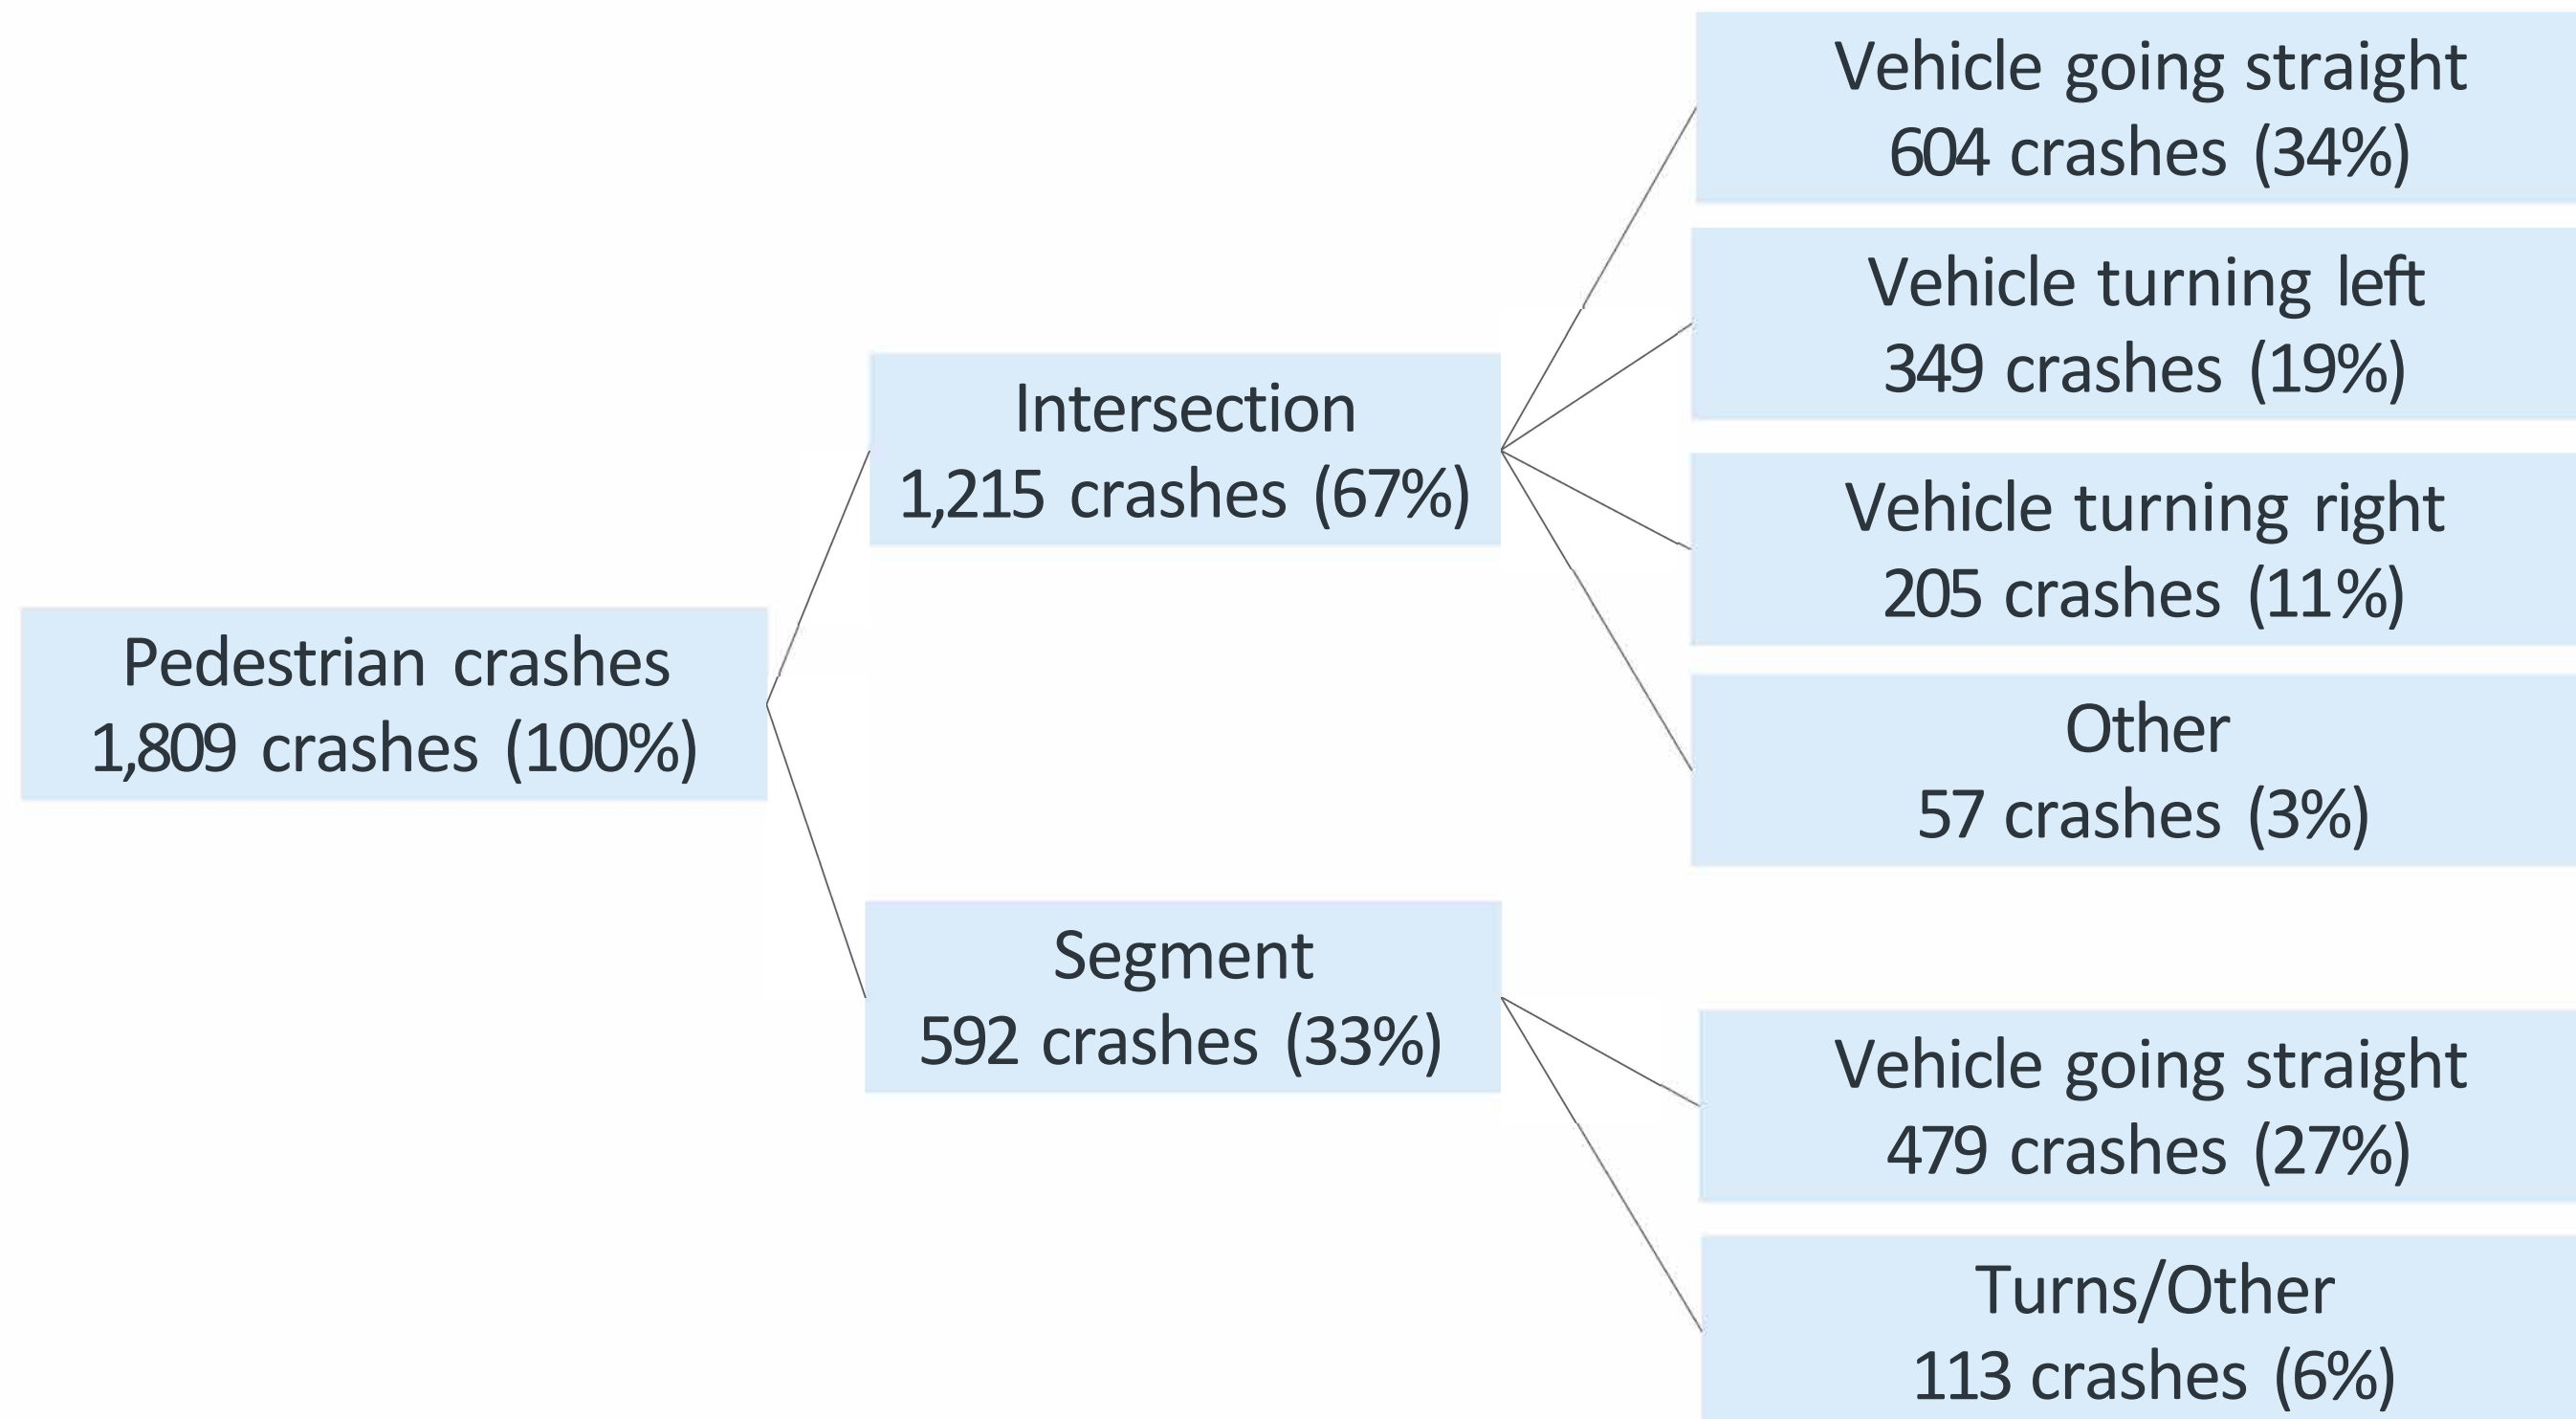 Pedestrian crashes
1,809 crashes (100%)
Intersection
1,215 crashes (67%)
Vehicle going straight
604 crashes (34%)
Vehicle turning left
349 crashes (19%)
Vehicle turning right
205 crashes (11%)
Other
57 crashes (3%)
Segment
592 crashes (33%)
Vehicle going straight
479 crashes (27%)
Turns/Other
113 crashes (6%)